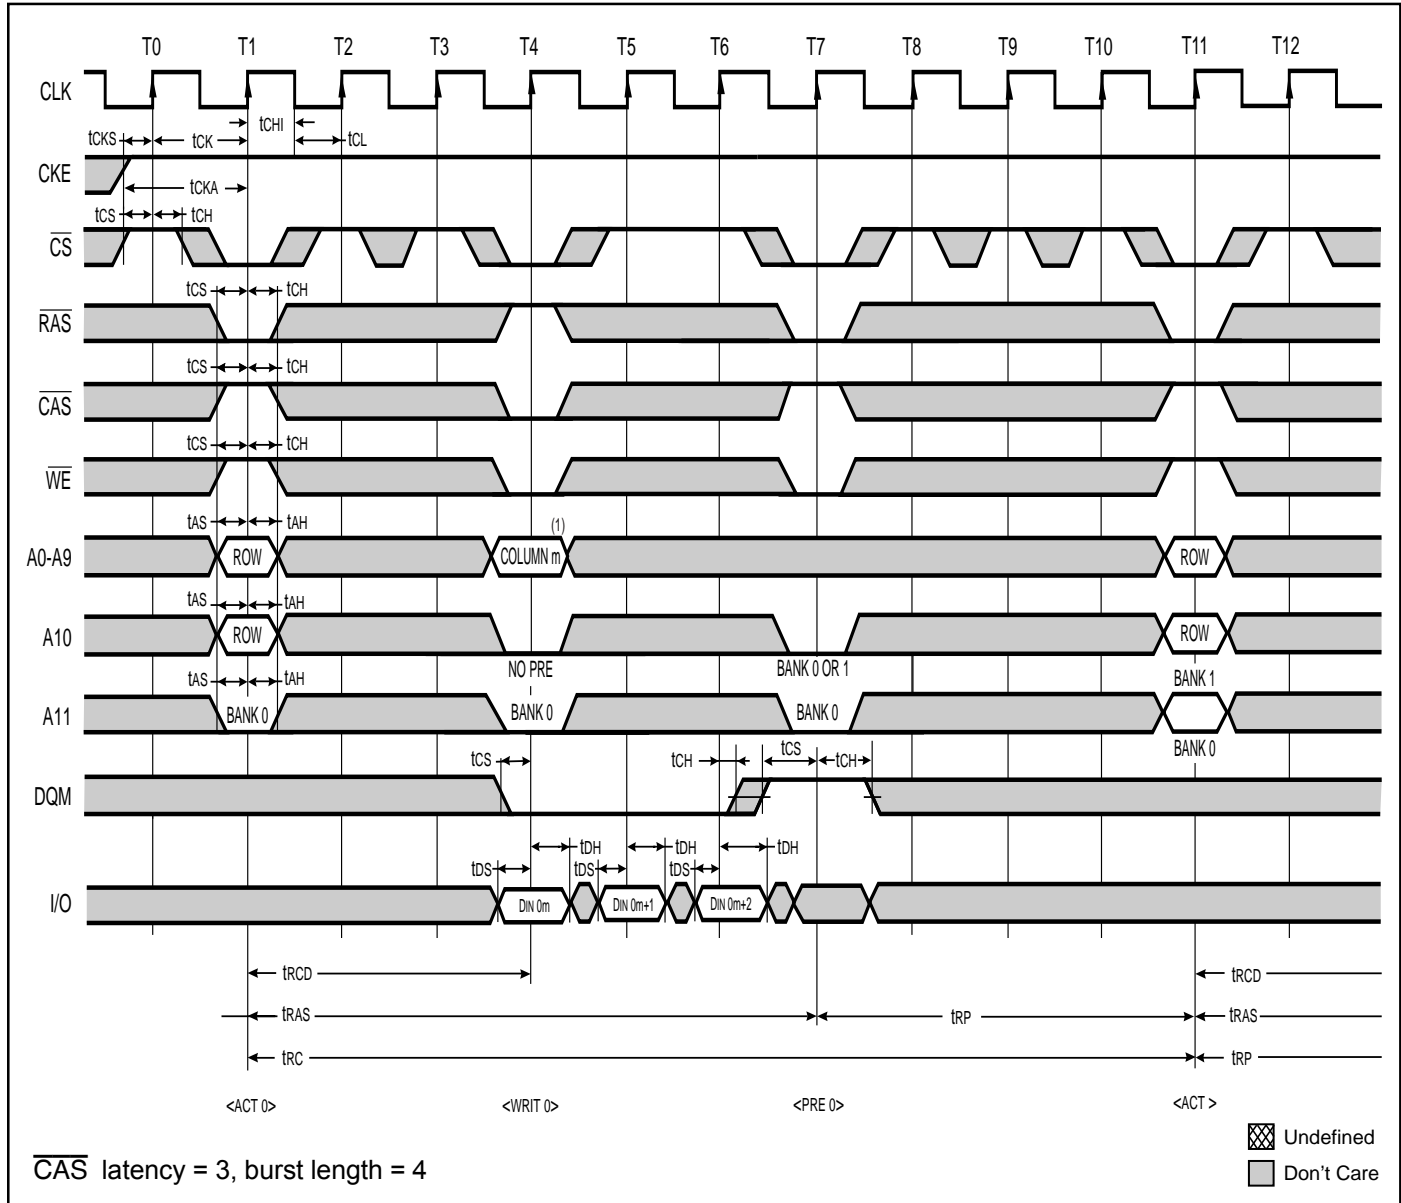 T0 T1 T2 T3 T4 T5 T6 T7 T8 T9 T10 T11 T12
CLK
tCHI
tCKS tCK tCL
CKE
tCKA
tCS tCH
CS
tCS tCH
RAS
tCS tCH
CAS
tCS tCH
WE
tAS tAH (1)
A0-A9 ROW COLUMN m ROW
tAS tAH
A10 ROW ROW
NO PRE BANK 0 OR 1 BANK 1
tAS tAH
A11 BANK 0 BANK 0 BANK 0
BANK 0
tCS tCH tCS tCH
DQM
tDH tDH tDH
tDS tDS tDS
I/O DIN 0m DIN 0m+1 DIN 0m+2
tRCD tRCD
tRAS tRP tRAS
tRC tRP
<ACT 0> <WRIT 0> <PRE 0> <ACT >
Undefined
CAS latency = 3, burst length = 4
Don't Care